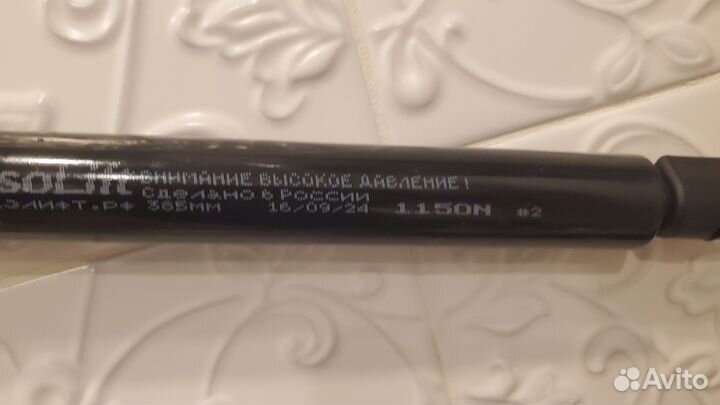 ВНИМАНИЕ ВЫСОКОЕ ДАВЛЕНИЕ!
СДЕЛАНО В РОССИИ
16/09/24 1150N #2
Avito